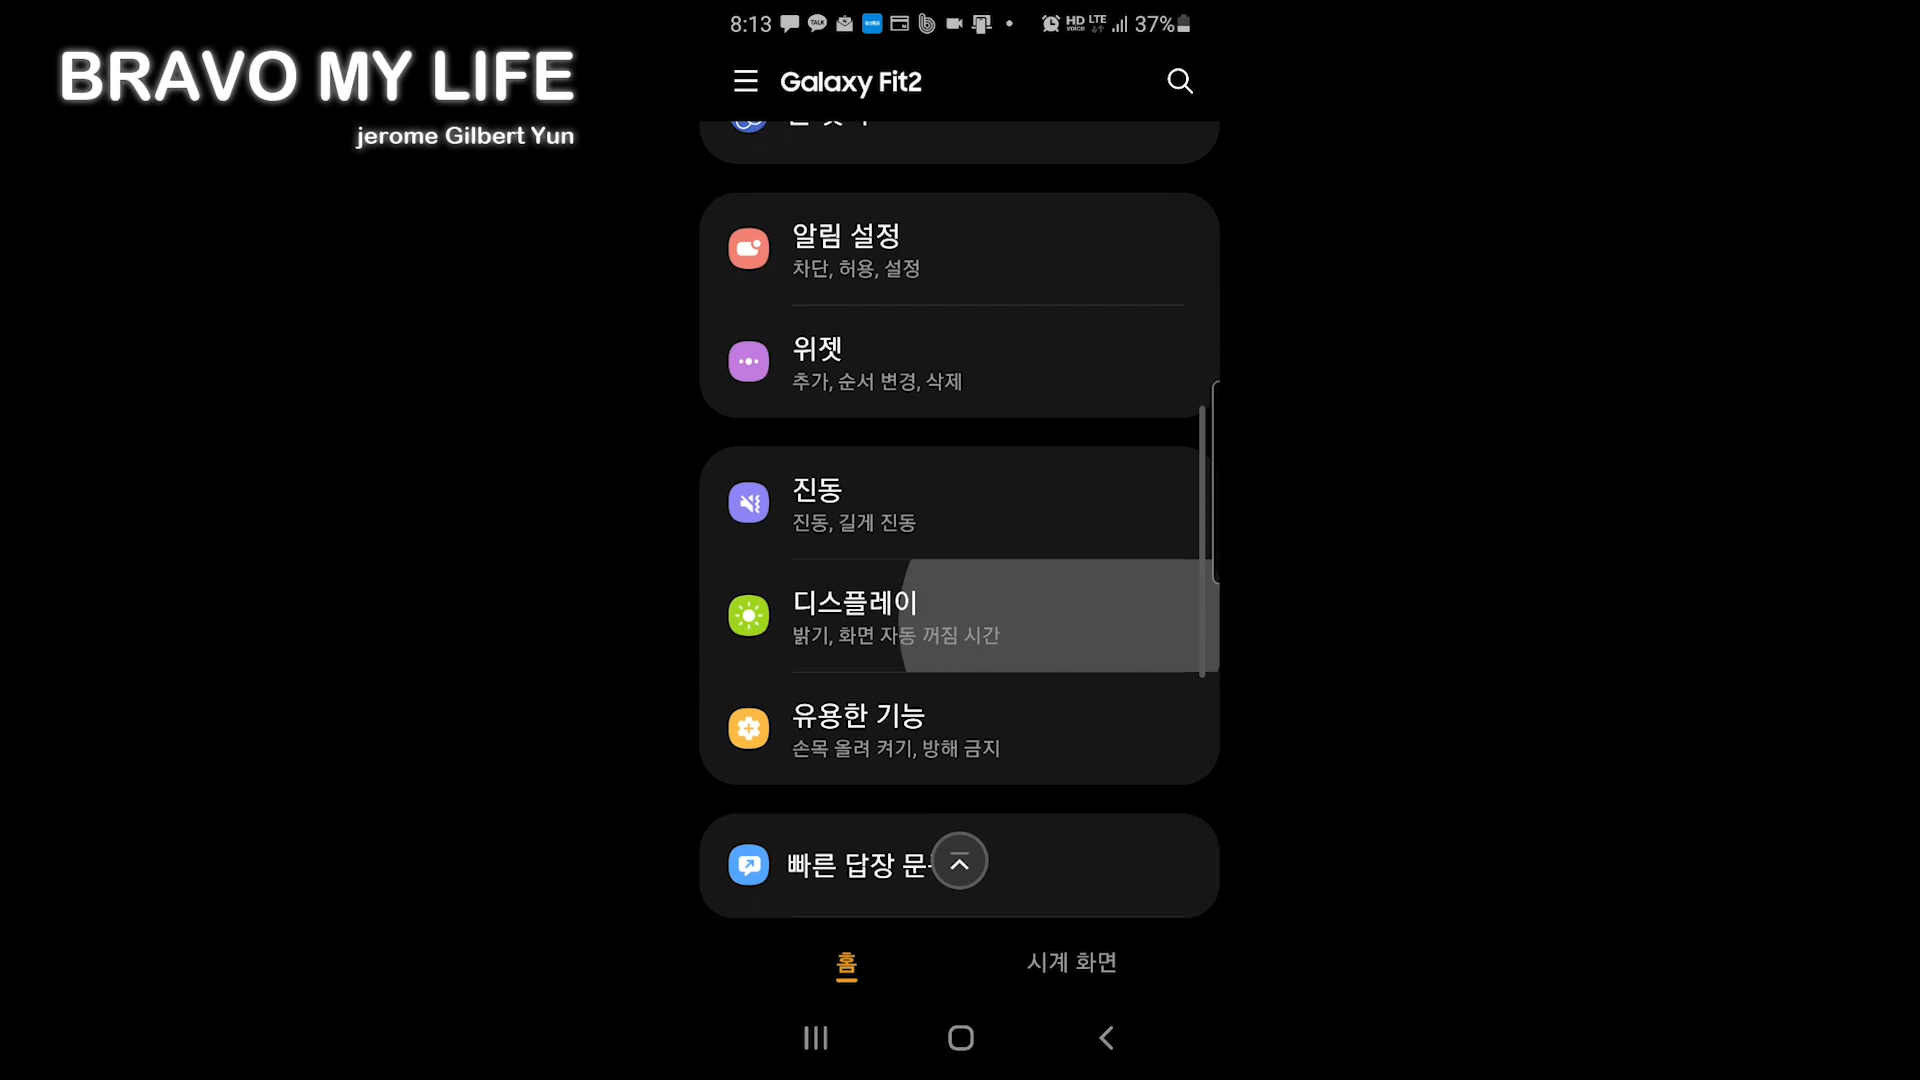 BRAVO MY LIFE
jerome Gilbert Yun
8:13 TALK HD voice LTE 37%
Galaxy Fit2
알림 설정
차단, 허용, 설정
위젯
추가, 순서 변경, 삭제
진동
진동, 길게 진동
디스플레이
밝기, 화면 자동 꺼짐 시간
유용한 기능
손목 올려 켜기, 방해 금지
빠른 답장
홈
시계 화면